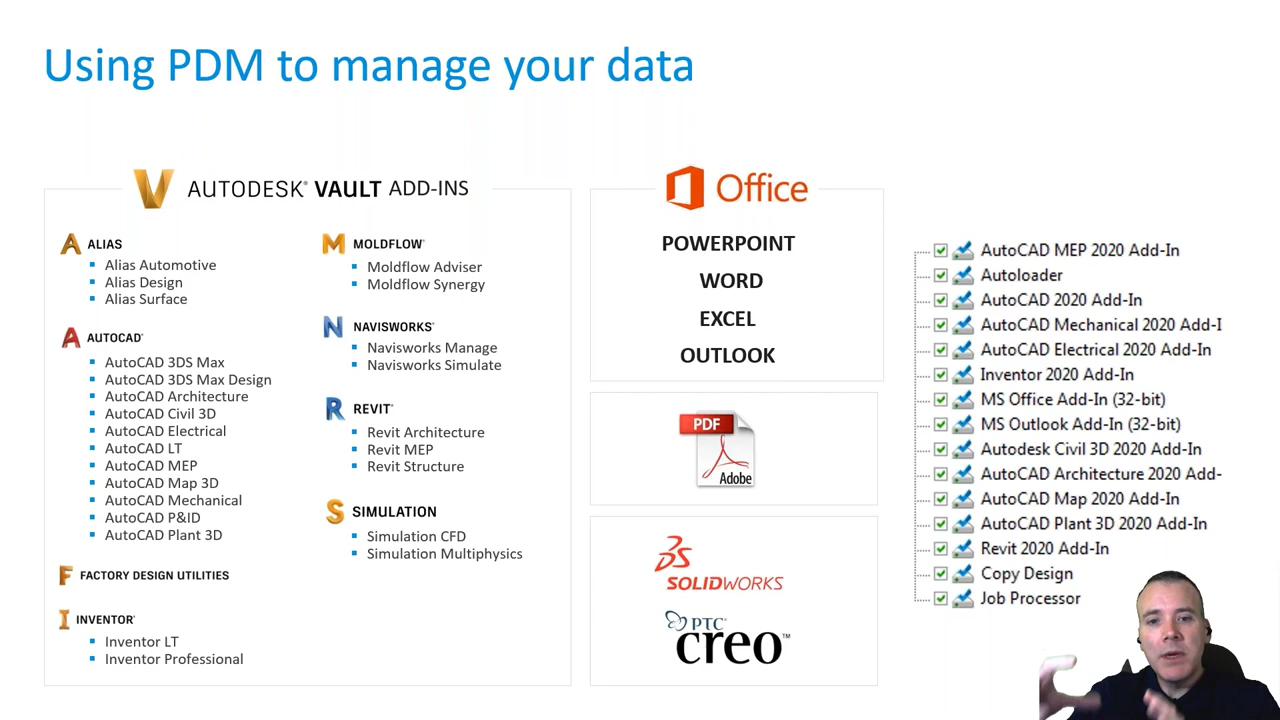 Using PDM to manage your data
AUTODESK® VAULT ADD-INS
ALIAS
Alias Automotive
Alias Design
Alias Surface
AUTOCAD®
AutoCAD 3DS Max
AutoCAD 3DS Max Design
AutoCAD Architecture
AutoCAD Civil 3D
AutoCAD Electrical
AutoCAD LT
AutoCAD MEP
AutoCAD Map 3D
AutoCAD Mechanical
AutoCAD P&ID
AutoCAD Plant 3D
FACTORY DESIGN UTILITIES
INVENTOR®
Inventor LT
Inventor Professional
MOLDFLOW®
Moldflow Adviser
Moldflow Synergy
NAVISWORKS®
Navisworks Manage
Navisworks Simulate
REVIT®
Revit Architecture
Revit MEP
Revit Structure
SIMULATION
Simulation CFD
Simulation Multiphysics
Office
POWERPOINT
WORD
EXCEL
OUTLOOK
PDF
Adobe
SOLIDWORKS
PTC®
creo™
AutoCAD MEP 2020 Add-In
Autoloader
AutoCAD 2020 Add-In
AutoCAD Mechanical 2020 Add-I
AutoCAD Electrical 2020 Add-In
Inventor 2020 Add-In
MS Office Add-In (32-bit)
MS Outlook Add-In (32-bit)
Autodesk Civil 3D 2020 Add-In
AutoCAD Architecture 2020 Add-
AutoCAD Map 2020 Add-In
AutoCAD Plant 3D 2020 Add-In
Revit 2020 Add-In
Copy Design
Job Processor